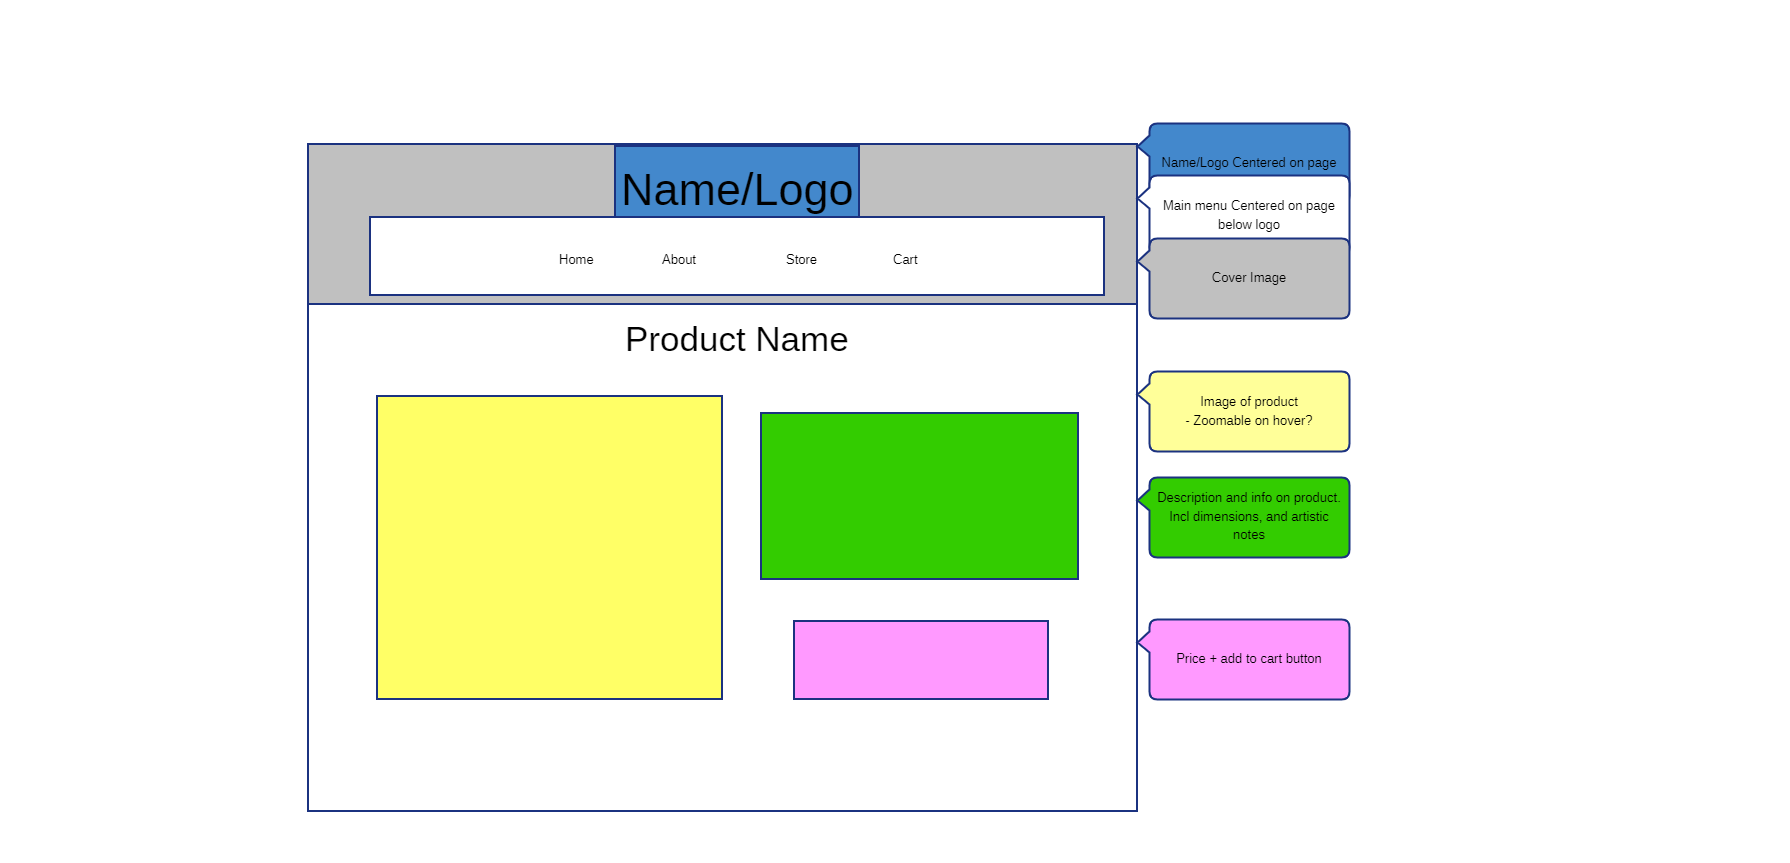 Name/Logo
Home About Store Cart
Product Name
Name/Logo Centered on page
Main menu Centered on page
below logo
Cover Image
Image of product
- Zoomable on hover?
Description and info on product.
Incl dimensions, and artistic
notes
Price + add to cart button